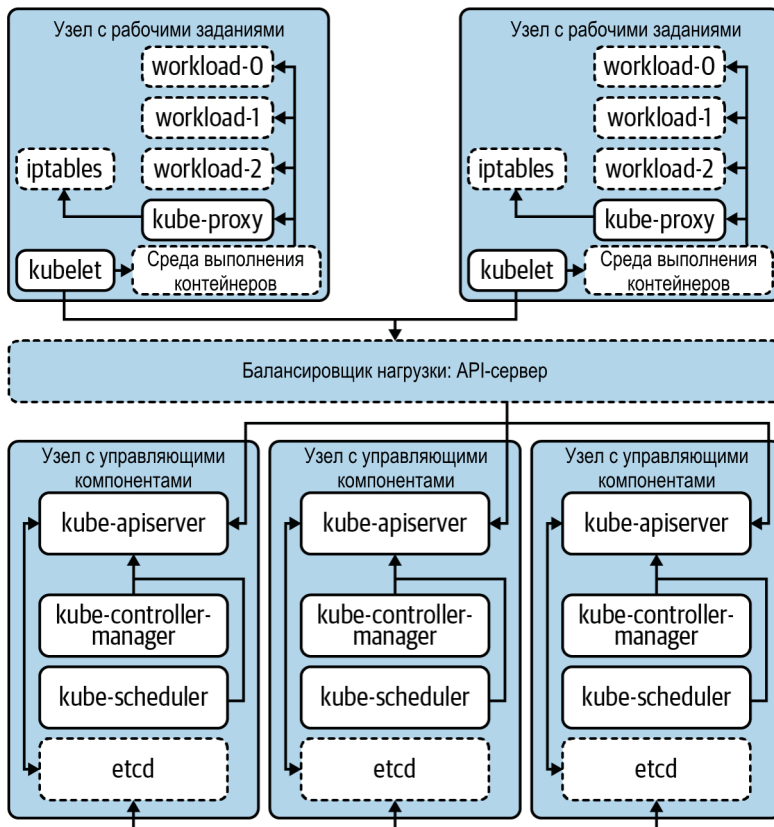 Узел с рабочими заданиями
workload-0
workload-1
iptables
workload-2
kube-proxy
kubelet
Среда выполнения
контейнеров
Узел с рабочими заданиями
workload-0
workload-1
iptables
workload-2
kube-proxy
kubelet
Среда выполнения
контейнеров
Балансировщик нагрузки: API-сервер
Узел с управляющими
компонентами
kube-apiserver
kube-controller-
manager
kube-scheduler
etcd
Узел с управляющими
компонентами
kube-apiserver
kube-controller-
manager
kube-scheduler
etcd
Узел с управляющими
компонентами
kube-apiserver
kube-controller-
manager
kube-scheduler
etcd